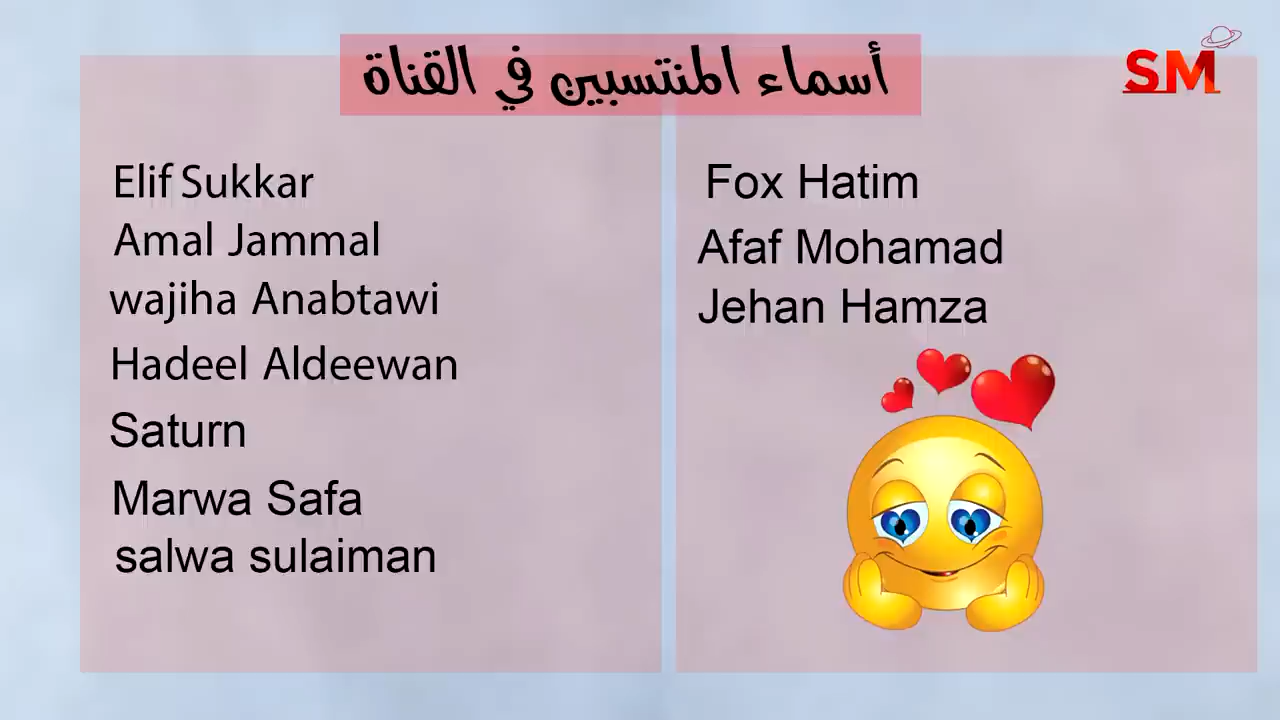 أسماء المنتسبين في القناة
SM
Elif Sukkar
Amal Jammal
wajiha Anabtawi
Hadeel Aldeewan
Saturn
Marwa Safa
salwa sulaiman
Fox Hatim
Afaf Mohamad
Jehan Hamza